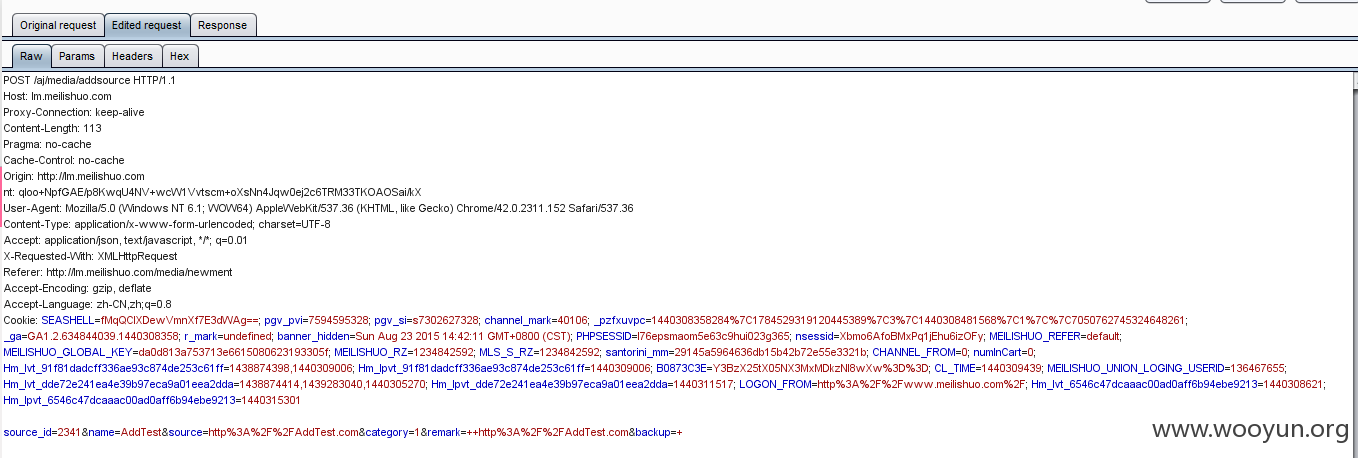 Original request Edited request Response
Raw Params Headers Hex
POST /aj/media/addsource HTTP/1.1
Host: lm.meilishuo.com
Proxy-Connection: keep-alive
Content-Length: 113
Pragma: no-cache
Cache-Control: no-cache
Origin: http://lm.meilishuo.com
nt: qloo+NpfGAE/p8KwqU4NV+wcW1Vvtscm+oXsNn4Jqw0ej2c6TRM33TKOAOSai/kX
User-Agent: Mozilla/5.0 (Windows NT 6.1; WOW64) AppleWebKit/537.36 (KHTML, like Gecko) Chrome/42.0.2311.152 Safari/537.36
Content-Type: application/x-www-form-urlencoded; charset=UTF-8
Accept: application/json, text/javascript, */*; q=0.01
X-Requested-With: XMLHttpRequest
Referer: http://lm.meilishuo.com/media/newment
Accept-Encoding: gzip, deflate
Accept-Language: zh-CN,zh;q=0.8
Cookie: SEASHELL=fMqQClXDewVmnXf7E3dWAg==; pgv_pvi=7594595328; pgv_si=s7302627328; channel_mark=40106; _pzfxuvpc=1440308358284%7C1784529319120445389%7C3%7C1440308481568%7C1%7C%7C7050762745324648261;
_ga=GA1.2.634844039.1440308358; r_mark=undefined; banner_hidden=Sun Aug 23 2015 14:42:11 GMT+0800 (CST); PHPSESSID=l76epsmaom5e63c9hui023g365; nsessid=Xbmo6AfoBMxPq1jEhu6izOFy; MEILISHUO_REFER=default;
MEILISHUO_GLOBAL_KEY=da0d813a753713e6615080623193305f; MEILISHUO_RZ=1234842592; MLS_S_RZ=1234842592; santorini_mm=29145a5964636db15b42b72e55e3321b; CHANNEL_FROM=0; numInCart=0;
Hm_lvt_91f81dadcff336ae93c874de253c61ff=1438874398,1440309006; Hm_lpvt_91f81dadcff336ae93c874de253c61ff=1440309006; B0873C3E=Y3BzX25tX05NX3MxMDkzNl8wXw%3D%3D; CL_TIME=1440309439; MEILISHUO_UNION_LOGING_USERID=136467655;
Hm_lvt_dde72e241ea4e39b97eca9a01eea2dda=1438874414,1439283040,1440305270; Hm_lpvt_dde72e241ea4e39b97eca9a01eea2dda=1440311517; LOGON_FROM=http%3A%2F%2Fwww.meilishuo.com%2F; Hm_lvt_6546c47dcaaac00ad0aff6b94ebe9213=1440308621;
Hm_lpvt_6546c47dcaaac00ad0aff6b94ebe9213=1440315301
source_id=2341&name=AddTest&source=http%3A%2F%2FAddTest.com&category=1&remark=++http%3A%2F%2FAddTest.com&backup=+
www.wooyun.org